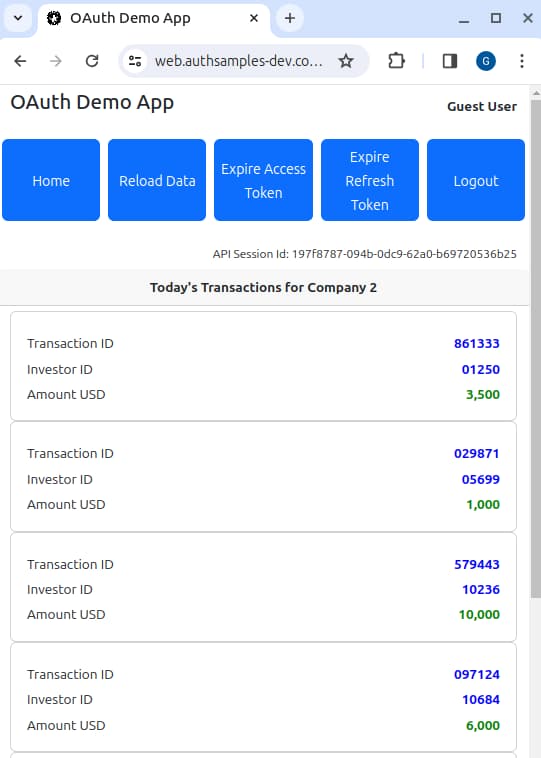 OAuth Demo App
web.authsamples-dev.co...
G
OAuth Demo App
Guest User
Home
Reload Data
Expire Access
Token
Expire
Refresh
Token
Logout
API Session Id: 197f8787-094b-0dc9-62a0-b69720536b25
Today's Transactions for Company 2
Transaction ID 861333
Investor ID 01250
Amount USD 3,500
Transaction ID 029871
Investor ID 05699
Amount USD 1,000
Transaction ID 579443
Investor ID 10236
Amount USD 10,000
Transaction ID 097124
Investor ID 10684
Amount USD 6,000